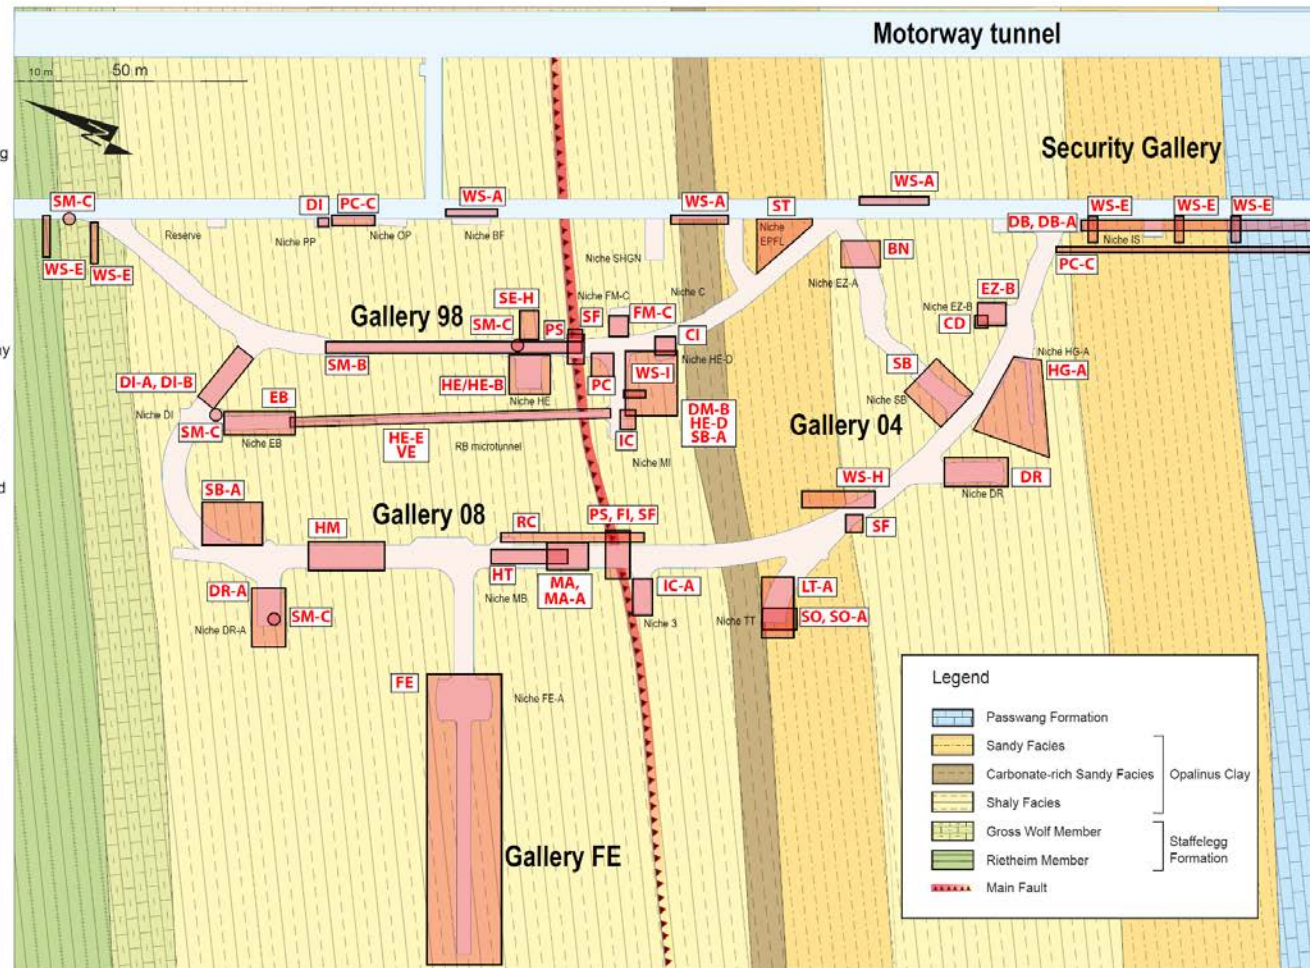 Motorway tunnel
10 m
50 m
N
Security Gallery
SM-C
DI
PC-C
WS-A
WS-A
ST
WS-A
DB, DB-A
WS-E
WS-E
WS-E
Reserve
Niche PP
Niche OP
Niche BF
Niche EPFL
Niche IS
WS-E
WS-E
Niche SHGN
BN
PC-C
Niche EZ-A
Gallery 98
SE-H
Niche FM-C
Niche C
EZ-B
Niche EZ-B
SM-C
PS
SF
FM-C
CD
CI
SM-B
Niche HE-D
Niche HG-A
HG-A
DI-A, DI-B
HE/HE-B
PC
WS-I
SB
Niche HE
Niche SB
Niche DI
EB
DM-B
HE-D
SB-A
SM-C
Niche EB
HE-E
VE
RB microtunnel
IC
Niche MI
Gallery 04
WS-H
DR
Niche DR
SB-A
Gallery 08
HM
RC
PS, FI, SF
SF
HT
MA,
MA-A
IC-A
LT-A
DR-A
SM-C
Niche MB
Niche 3
Niche TT
SO, SO-A
Niche DR-A
FE
Niche FE-A
Gallery FE
Legend
Passwang Formation
Sandy Facies
Carbonate-rich Sandy Facies
Opalinus Clay
Shaly Facies
Gross Wolf Member
Staffelegg
Formation
Rietheim Member
Main Fault